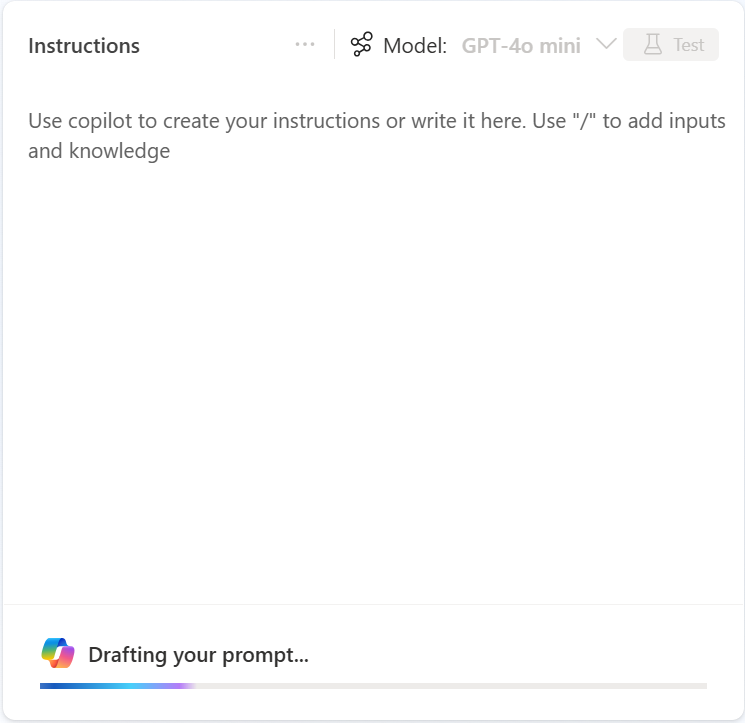 Instructions ... Model: GPT-4o mini Test
Use copilot to create your instructions or write it here. Use "/" to add inputs
and knowledge
Drafting your prompt...